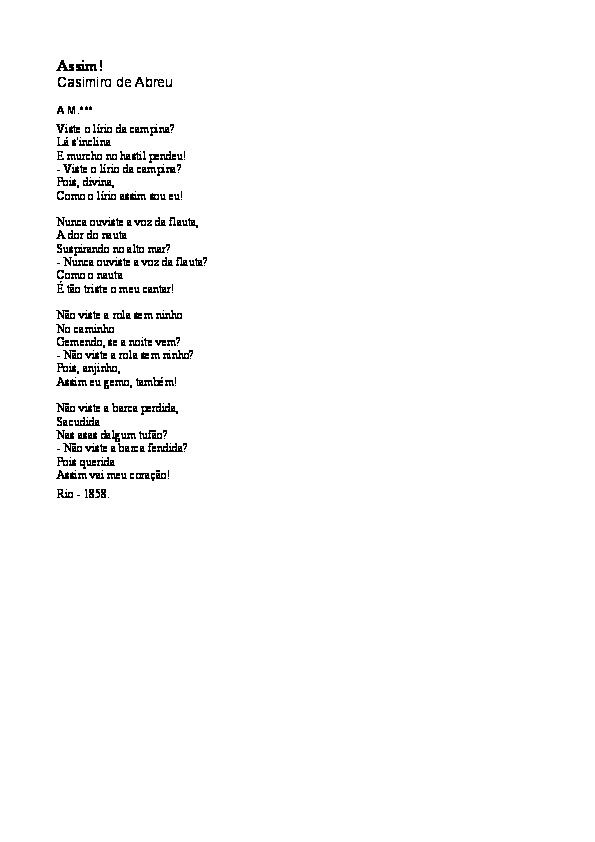 Assim!
Casimiro de Abreu
A M.***
Viste o lírio da campina?
Lá s'inclina
E murcho no hastil pendeu!
- Viste o lírio da campina?
Pois, divina,
Como o lírio assim sou eu!
Nunca ouviste a voz da flauta,
A dor do nauta
Suspirando no alto mar?
- Nunca ouviste a voz da flauta?
Como o nauta
É tão triste o meu cantar!
Não viste a rola sem ninho
No caminho
Gemendo, se a noite vem?
- Não viste a rola sem ninho?
Pois, anjinho,
Assim eu gemo, também!
Não viste a barca perdida,
Sacudida
Nas asas dalgum tufão?
- Não viste a barca fendida?
Pois querida
Assim vai meu coração!
Rio - 1858.